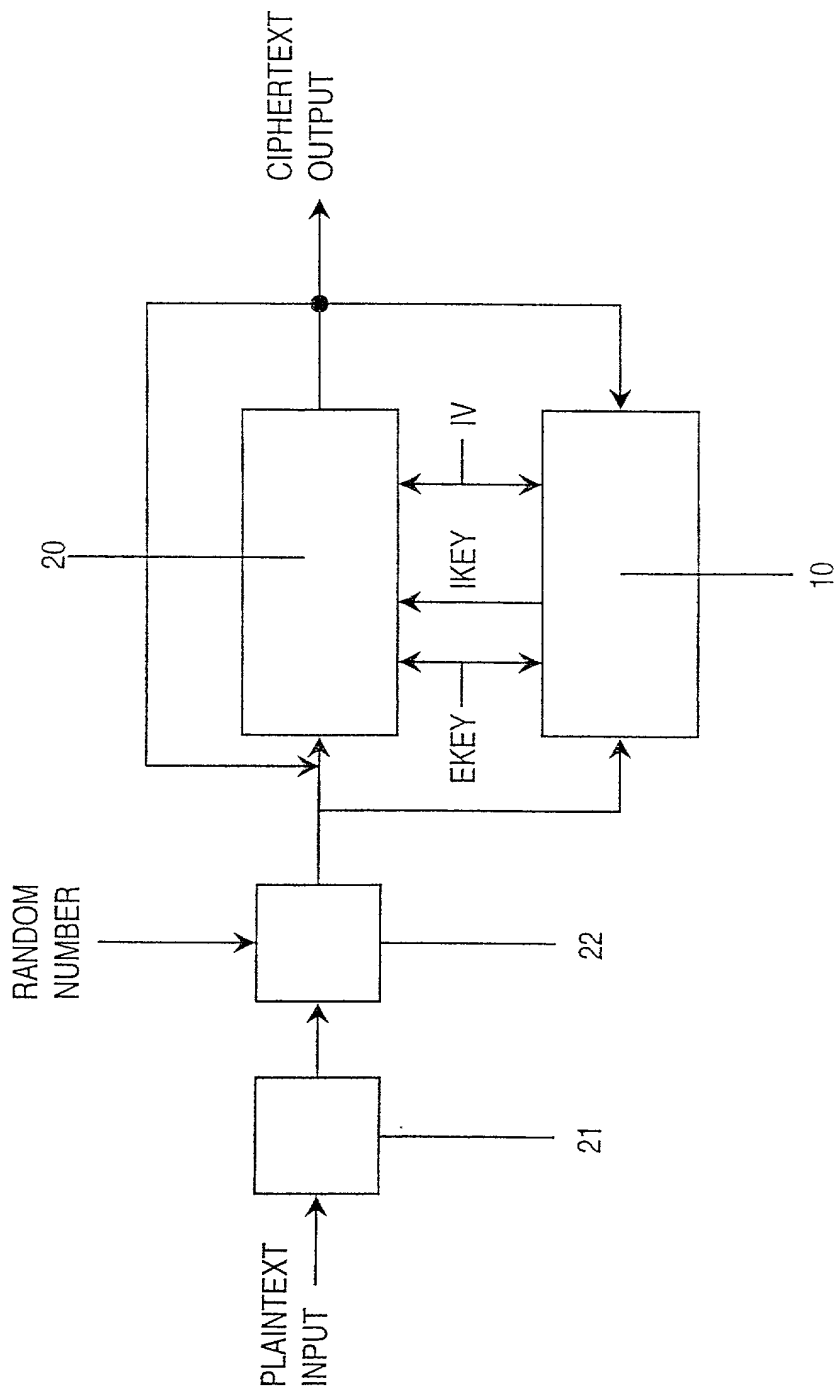 PLAINTEXT
INPUT
21
RANDOM
NUMBER
22
20
EKEY
IKEY
IV
10
CIPHERTEXT
OUTPUT